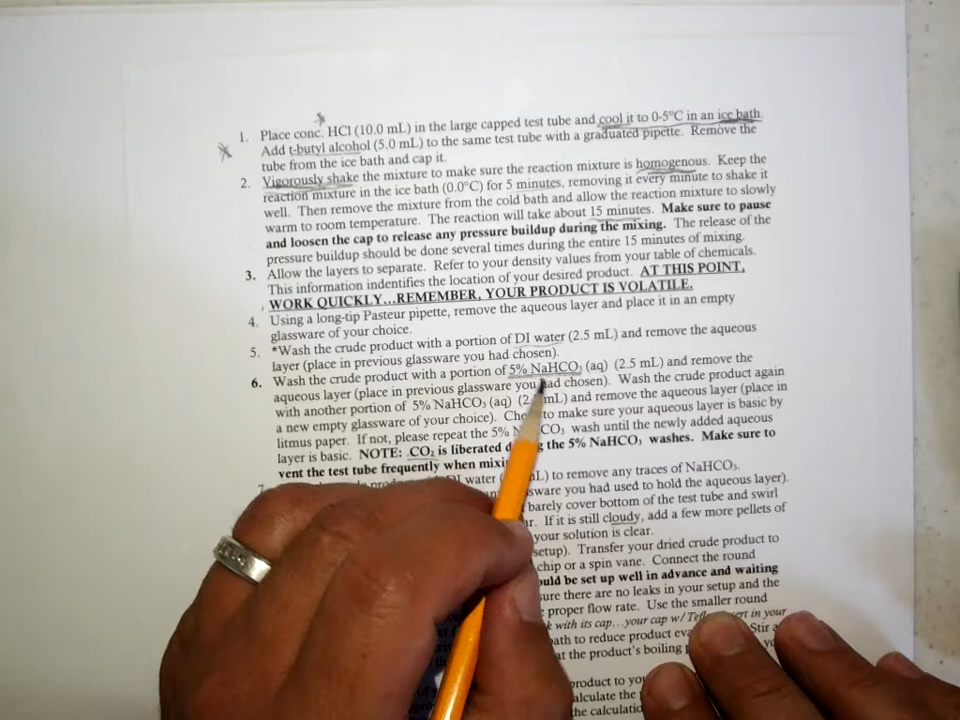 1. Place conc. HCl (10.0 mL) in the large capped test tube and cool it to 0-5°C in an ice bath.
Add t-butyl alcohol (5.0 mL) to the same test tube with a graduated pipette. Remove the
tube from the ice bath and cap it.
2. Vigorously shake the mixture to make sure the reaction mixture is homogenous. Keep the
reaction mixture in the ice bath (0.0°C) for 5 minutes, removing it every minute to shake it
well. Then remove the mixture from the cold bath and allow the reaction mixture to slowly
warm to room temperature. The reaction will take about 15 minutes. Make sure to pause
and loosen the cap to release any pressure buildup during the mixing. The release of the
pressure buildup should be done several times during the entire 15 minutes of mixing.
3. Allow the layers to separate. Refer to your density values from your table of chemicals.
This information indentifies the location of your desired product. AT THIS POINT,
WORK QUICKLY...REMEMBER, YOUR PRODUCT IS VOLATILE.
4. Using a long-tip Pasteur pipette, remove the aqueous layer and place it in an empty
glassware of your choice.
5. *Wash the crude product with a portion of DI water (2.5 mL) and remove the aqueous
layer (place in previous glassware you had chosen).
6. Wash the crude product with a portion of 5% NaHCO₃ (aq) (2.5 mL) and remove the
aqueous layer (place in previous glassware you had chosen). Wash the crude product again
with another portion of 5% NaHCO₃ (aq) (2. mL) and remove the aqueous layer (place in
a new empty glassware of your choice). to make sure your aqueous layer is basic by
litmus paper. If not, please repeat the 5% CO₃ wash until the newly added aqueous
layer is basic. NOTE: CO₂ is liberated the 5% NaHCO₃ washes. Make sure to
vent the test tube frequently when
7. DI water mL) to remove any traces of NaHCO₃.
you had used to hold the aqueous layer).
barely cover bottom of the test tube and swirl
If it is still cloudy, add a few more pellets of
your solution is clear.
setup). Transfer your dried crude product to
chip or a spin vane. Connect the round
be set up well in advance and waiting
sure there are no leaks in your setup and the
proper flow rate. Use the smaller round
with its cap...your cap w/ in your
to reduce product Stir
the product's boiling
product to
the
the